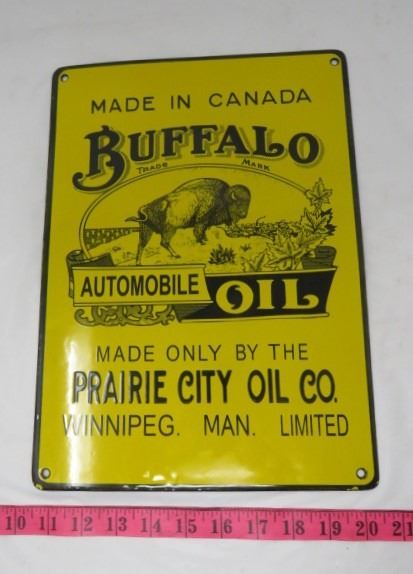 MADE IN CANADA
BUFFALO
TRADE MARK
AUTOMOBILE OIL
MADE ONLY BY THE
PRAIRIE CITY OIL CO.
WINNIPEG. MAN. LIMITED
10 11 12 13 14 15 16 17 18 19 20 21